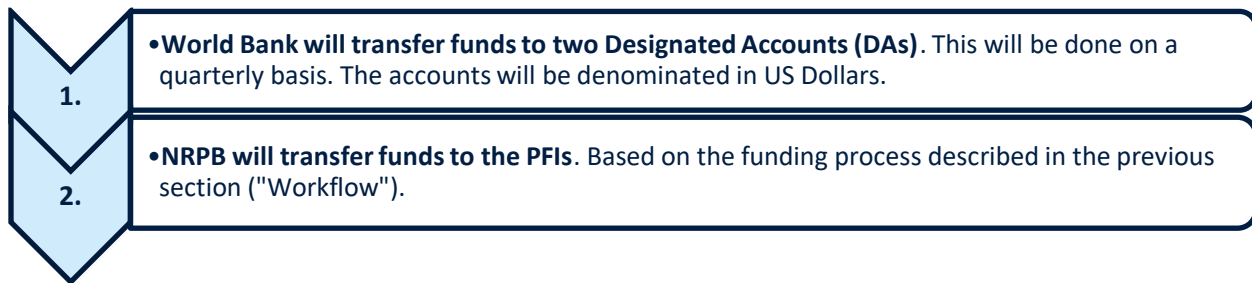 1.
•World Bank will transfer funds to two Designated Accounts (DAs). This will be done on a
quarterly basis. The accounts will be denominated in US Dollars.
2.
•NRPB will transfer funds to the PFIs. Based on the funding process described in the previous
section ("Workflow").